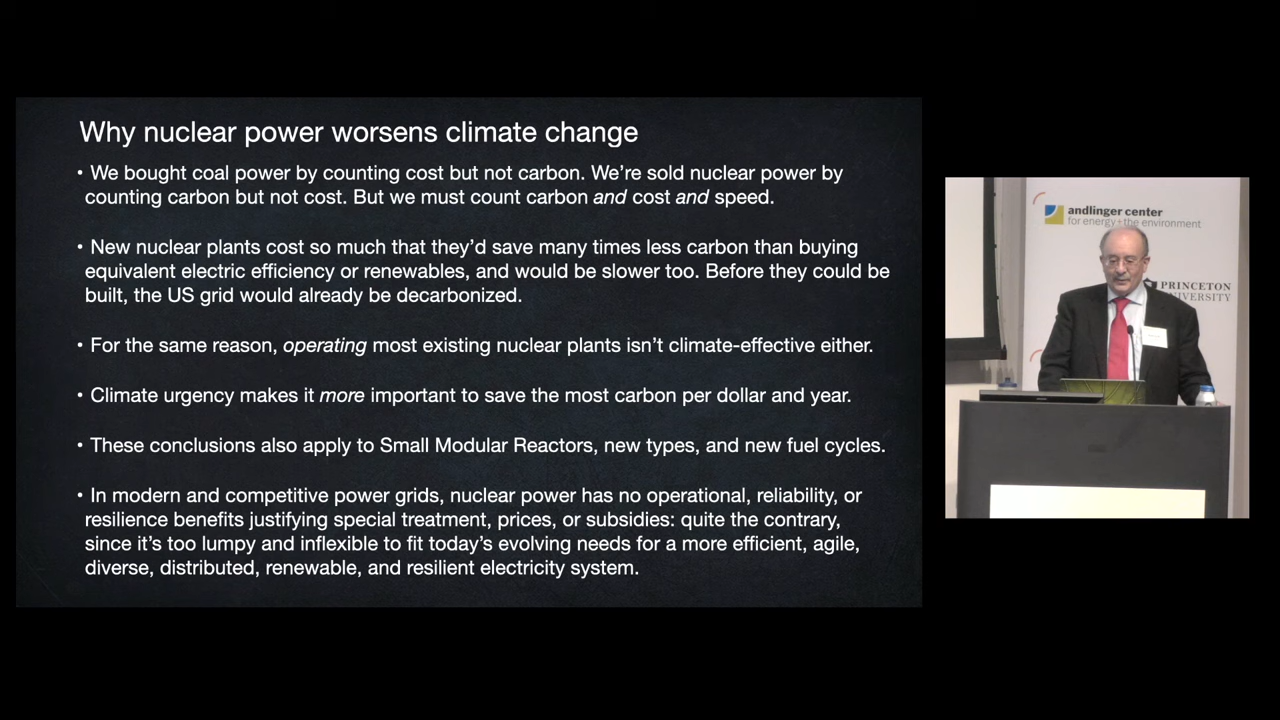 Why nuclear power worsens climate change
• We bought coal power by counting cost but not carbon. We’re sold nuclear power by
counting carbon but not cost. But we must count carbon and cost and speed.
• New nuclear plants cost so much that they’d save many times less carbon than buying
equivalent electric efficiency or renewables, and would be slower too. Before they could be
built, the US grid would already be decarbonized.
• For the same reason, operating most existing nuclear plants isn’t climate-effective either.
• Climate urgency makes it more important to save the most carbon per dollar and year.
• These conclusions also apply to Small Modular Reactors, new types, and new fuel cycles.
• In modern and competitive power grids, nuclear power has no operational, reliability, or
resilience benefits justifying special treatment, prices, or subsidies: quite the contrary,
since it’s too lumpy and inflexible to fit today’s evolving needs for a more efficient, agile,
diverse, distributed, renewable, and resilient electricity system.
andlinger center
for energy+the environment
PRINCETON
UNIVERSITY